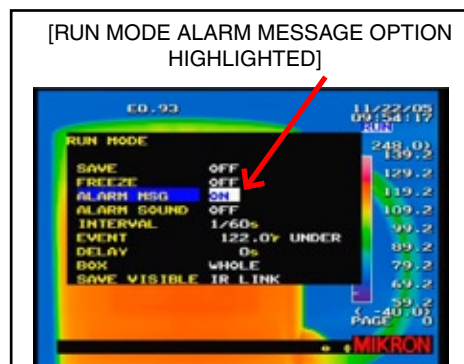 [RUN MODE ALARM MESSAGE OPTION
HIGHLIGHTED]
E0.93
11/22/05
09:54:17
RUN
RUN MODE
248.0)
139.2
SAVE OFF
129.2
FREEZE OFF
ALARM MSG ON
119.2
ALARM SOUND OFF
109.2
INTERVAL 1/60s
99.2
EVENT 122.0F UNDER
89.2
DELAY 0s
BOX WHOLE
79.2
SAVE VISIBLE IR LINK
69.2
59.2
( -40.0)
PAGE 0
MIKRON